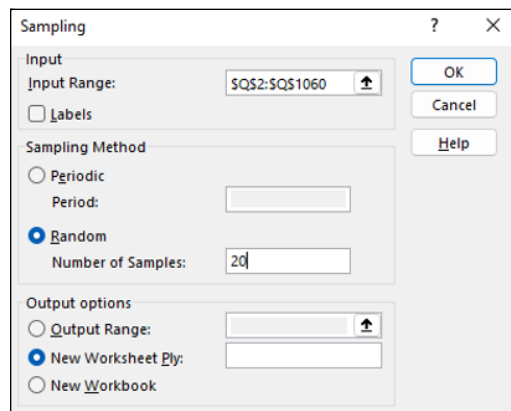 Sampling ? X
Input
Input Range: $Q$2:$Q$1060
Labels
OK
Cancel
Help
Sampling Method
Periodic
Period:
Random
Number of Samples: 20
Output options
Output Range:
New Worksheet Ply:
New Workbook